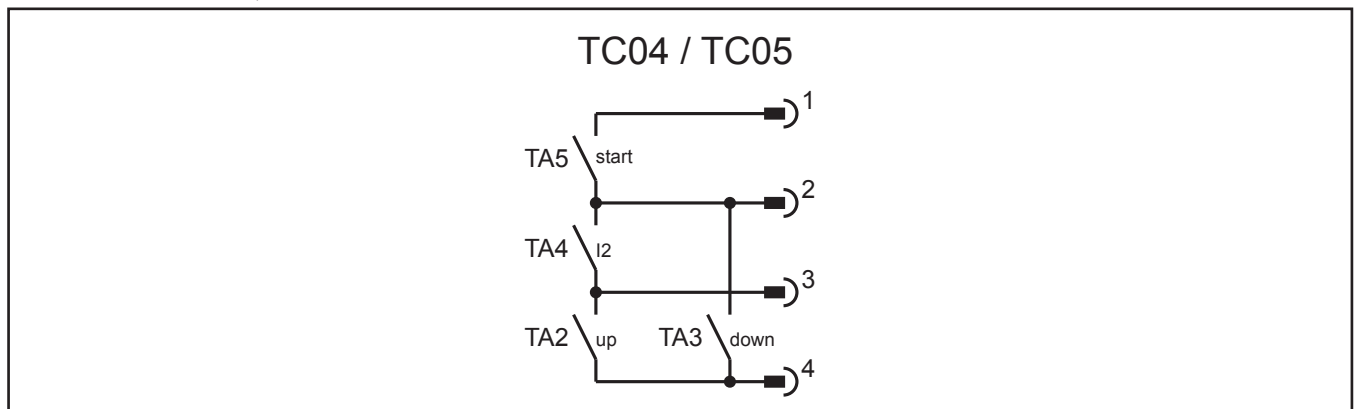 TC04 / TC05
1
TA5 start
2
TA4 I2
3
TA2 up TA3 down
4